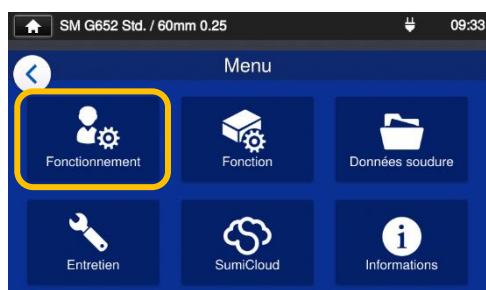 SM G652 Std. / 60mm 0.25 09:33
Menu
Fonctionnement Fonction Données soudure
Entretien SumiCloud Informations